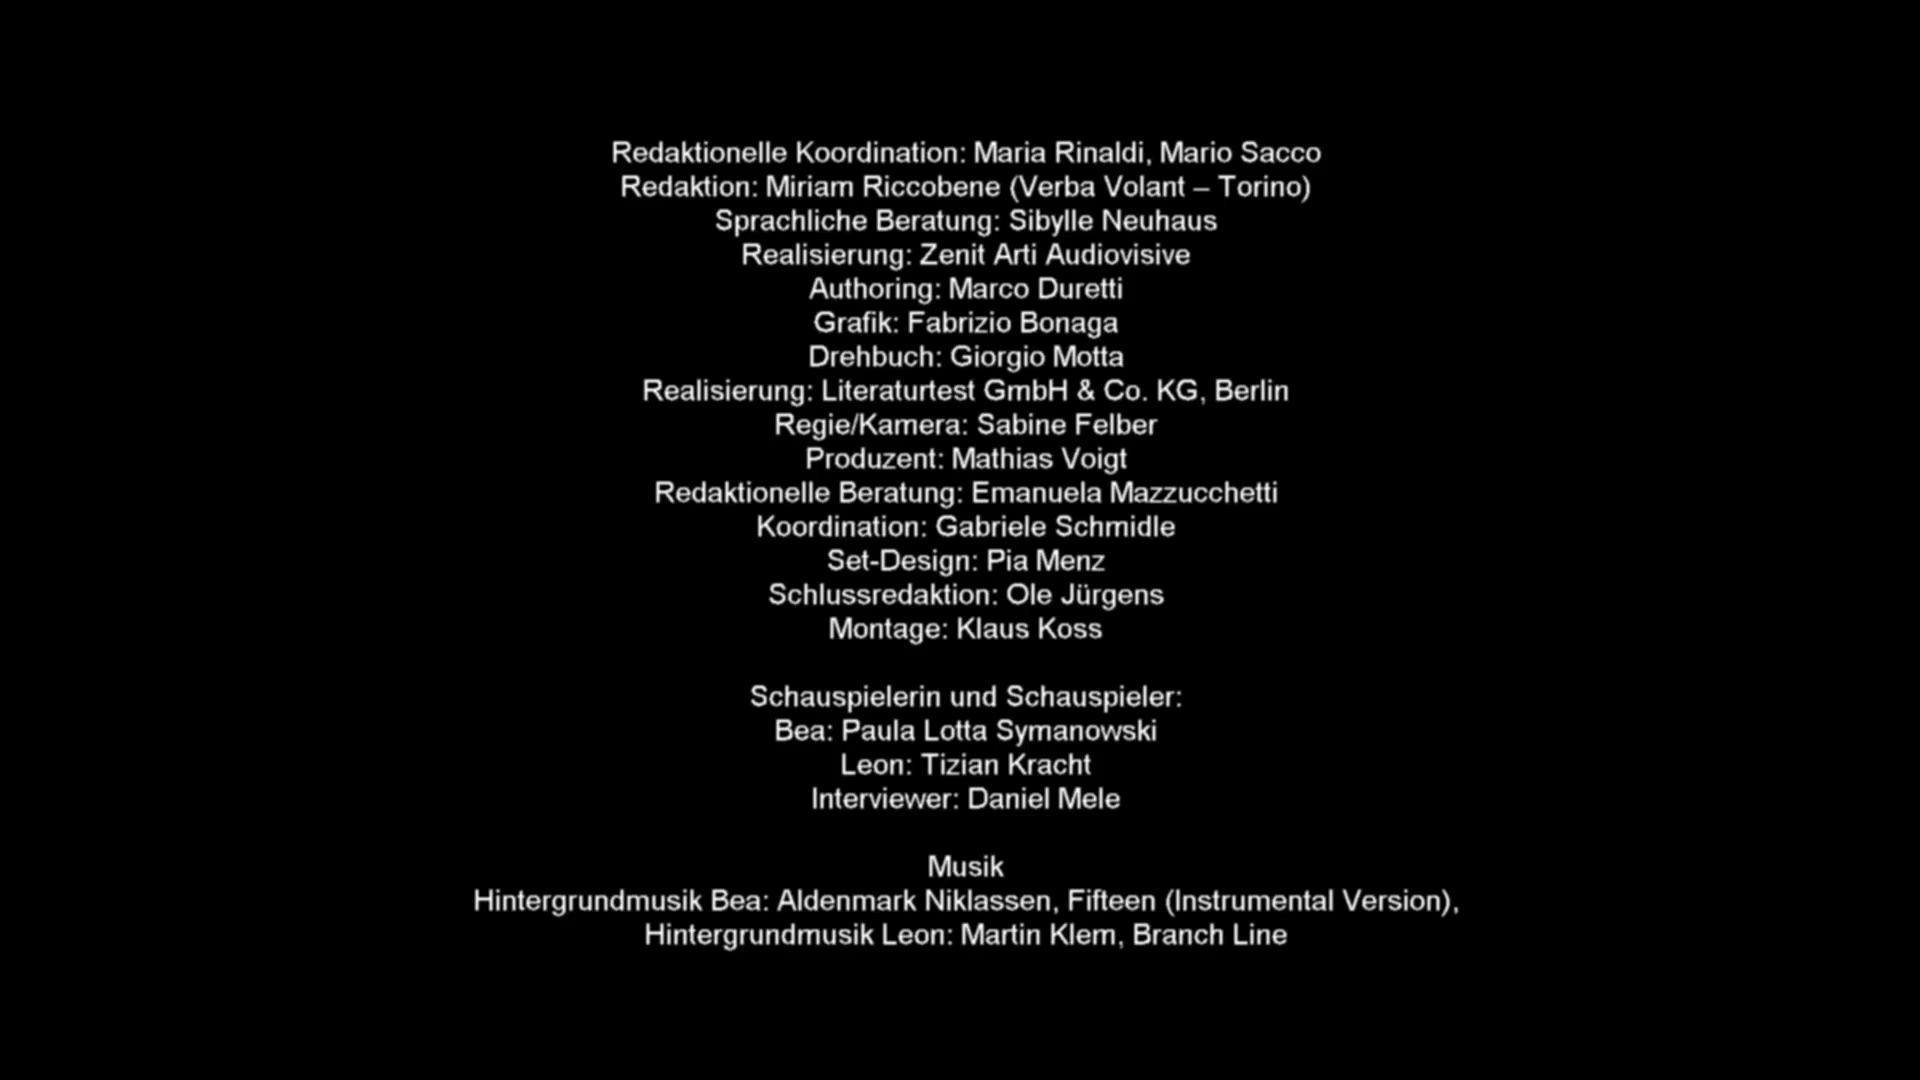 Redaktionelle Koordination: Maria Rinaldi, Mario Sacco
Redaktion: Miriam Riccobene (Verba Volant – Torino)
Sprachliche Beratung: Sibylle Neuhaus
Realisierung: Zenit Arti Audiovisive
Authoring: Marco Duretti
Grafik: Fabrizio Bonaga
Drehbuch: Giorgio Motta
Realisierung: Literaturtest GmbH & Co. KG, Berlin
Regie/Kamera: Sabine Felber
Produzent: Mathias Voigt
Redaktionelle Beratung: Emanuela Mazzucchetti
Koordination: Gabriele Schmidle
Set-Design: Pia Menz
Schlussredaktion: Ole Jürgens
Montage: Klaus Koss
Schauspielerin und Schauspieler:
Bea: Paula Lotta Symanowski
Leon: Tizian Kracht
Interviewer: Daniel Mele
Musik
Hintergrundmusik Bea: Aldenmark Niklassen, Fifteen (Instrumental Version),
Hintergrundmusik Leon: Martin Klem, Branch Line